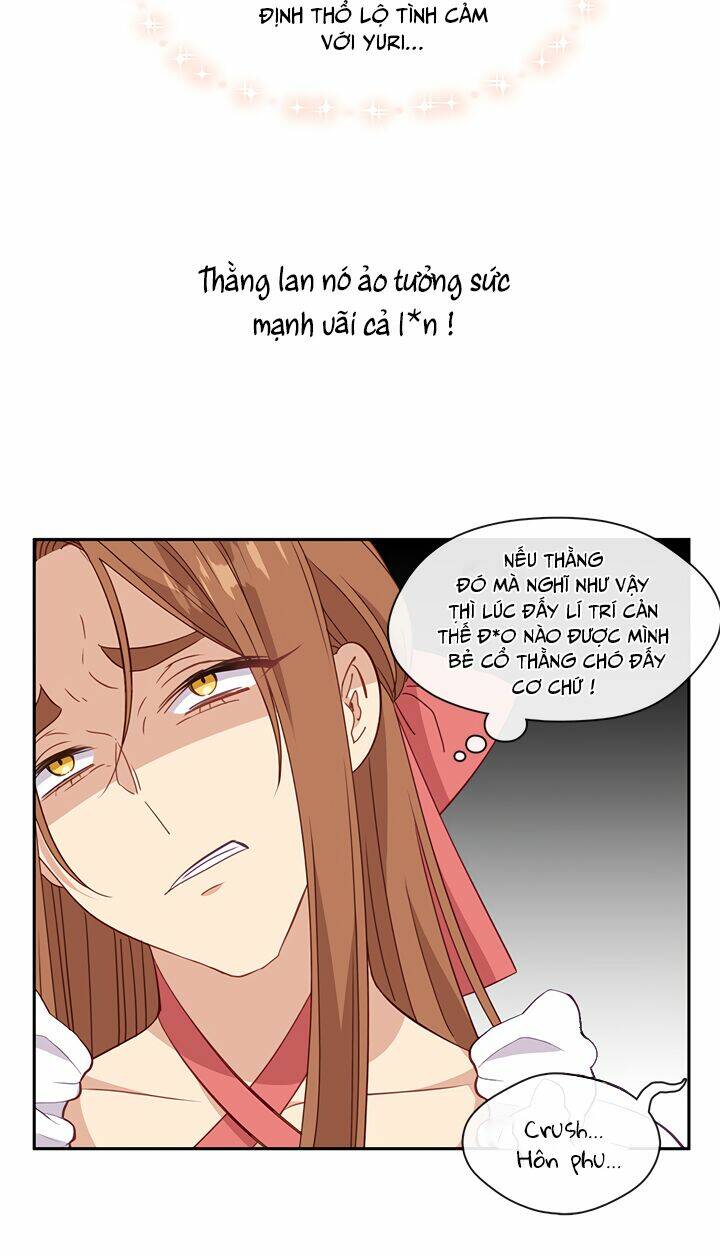 ĐỊNH THỔ LỘ TÌNH CẢM
VỚI YURI...
Thằng lan nó ảo tưởng sức
mạnh vãi cả l*n !
NẾU THẰNG
ĐÓ MÀ NGHĨ NHƯ VẬY
THÌ LÚC ĐẤY LÍ TRÍ CẢN
THẾ Đ*O NÀO ĐƯỢC MÌNH
BẺ CỔ THẰNG CHÓ ĐẤY
CƠ CHỨ !
Crush...
Hôn phu...